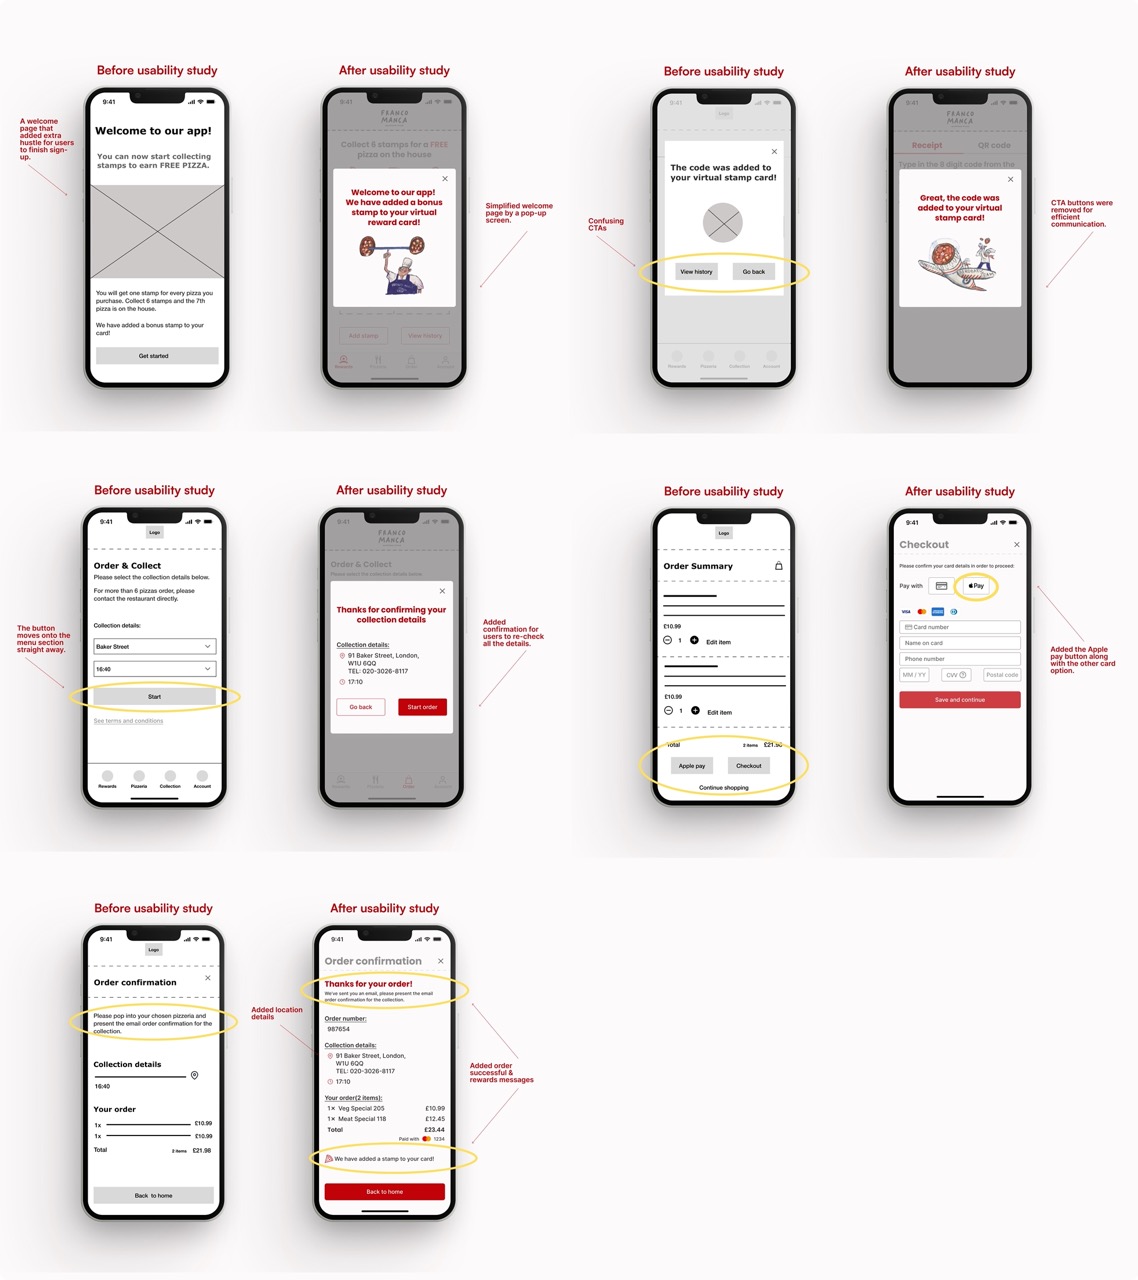 Before usability study
After usability study
A welcome
page that
added extra
hustle for users
to finish sign-
up.
9:41
Welcome to our app!
You can now start collecting
stamps to earn FREE PIZZA.
You will get one stamp for every pizza you
purchase. Collect 6 stamps and the 7th
pizza is on the house.
We have added a bonus stamp to your
card!
Get started
9:41
FRANCO
MANCA
Collect 6 stamps for a FREE
pizza on the house
Welcome to our app!
We have added a bonus
stamp to your virtual
reward card!
Add stamp
View history
Rewards
Simplified welcome
page by a pop-up
screen.
Before usability study
After usability study
Confusing
CTAs
9:41
Logo
The code was added to
your virtual stamp card!
View history
Go back
Rewards
Pizzeria
Collection
Account
9:41
FRANCO
MANCA
Receipt
QR code
Type in the 8 digit code from the
Great, the code was
added to your virtual
stamp card!
CTA buttons were
removed for
efficient
communication.
Before usability study
After usability study
The button
moves onto the
menu section
straight away.
9:41
Logo
Order & Collect
Please select the collection details below.
For more than 6 pizzas order, please
contact the restaurant directly.
Collection details:
Baker Street
16:40
Start
See terms and conditions
Rewards
Pizzeria
Collection
Account
9:41
FRANCO
MANCA
Order & Collect
Please select the collection details below.
Thanks for confirming your
collection details
Collection details:
91 Baker Street, London,
W1U 6QQ
TEL: 020-3026-8117
17:10
Go back
Start order
Order
Added
confirmation for
users to re-check
all the details.
Before usability study
After usability study
Logo
Order Summary
£10.99
1
Edit item
£10.99
1
Edit item
Total
2 items
£21.98
Apple pay
Checkout
Continue shopping
9:41
Checkout
Please confirm your card details in order to proceed:
Pay with
Pay
VISA
Card number
Name on card
Phone number
MM / YY
CVV
Postal code
Save and continue
Added the Apple
pay button along
with the other card
option.
Before usability study
After usability study
9:41
Logo
Order confirmation
Please pop into your chosen pizzeria and
present the email order confirmation for the
collection.
Collection details
16:40
Your order
1x
£10.99
1x
£10.99
Total
2 items
£21.98
Back to home
Added location
details
9:41
Order confirmation
Thanks for your order!
We've sent you an email, please present the email
order confirmation for the collection.
Order number:
987654
Collection details:
91 Baker Street, London,
W1U 6QQ
TEL: 020-3026-8117
17:10
Your order(2 items):
1× Veg Special 205
£10.99
1× Meat Special 118
£12.45
Total
£23.44
Paid with
1234
We have added a stamp to your card!
Back to home
Added order
successful &
rewards messages